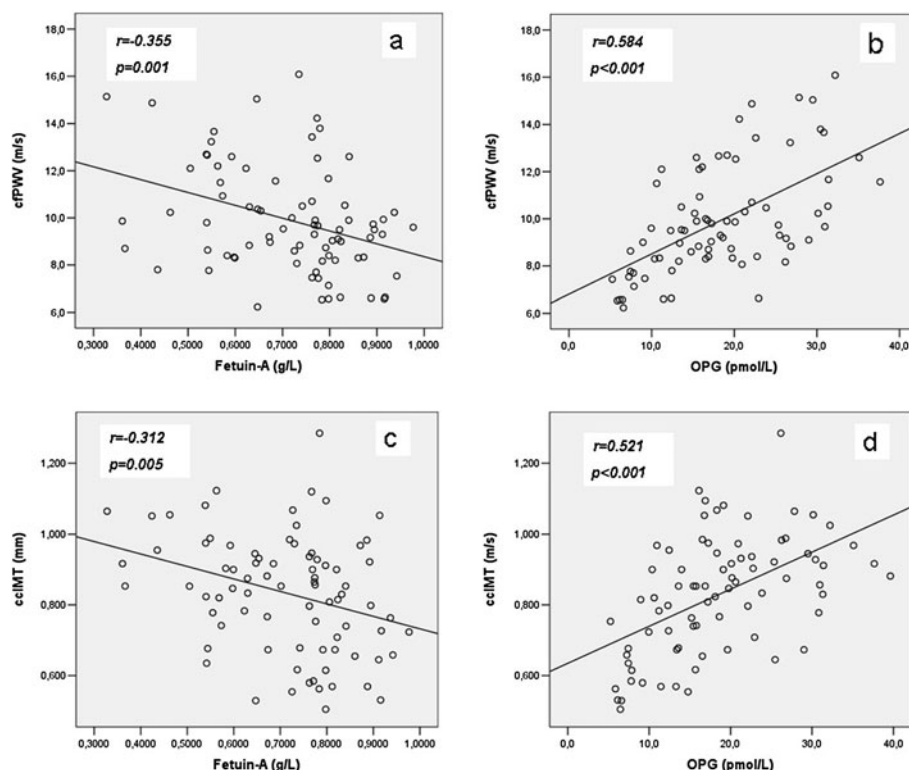 a
r=-0.355
p=0.001
cfPWV (m/s)
18,0
16,0
14,0
12,0
10,0
8,0
6,0
0,3000 0,4000 0,5000 0,6000 0,7000 0,8000 0,9000 1,0000
Fetuin-A (g/L)
b
r=0.584
p<0.001
cfPWV (m/s)
18,0
16,0
14,0
12,0
10,0
8,0
6,0
0,0 10,0 20,0 30,0 40,0
OPG (pmol/L)
c
r=-0.312
p=0.005
ccIMT (mm)
1,200
1,000
0,800
0,600
0,3000 0,4000 0,5000 0,6000 0,7000 0,8000 0,9000 1,0000
Fetuin-A (g/L)
d
r=0.521
p<0.001
ccIMT (m/s)
1,200
1,000
0,800
0,600
0,0 10,0 20,0 30,0 40,0
OPG (pmol/L)